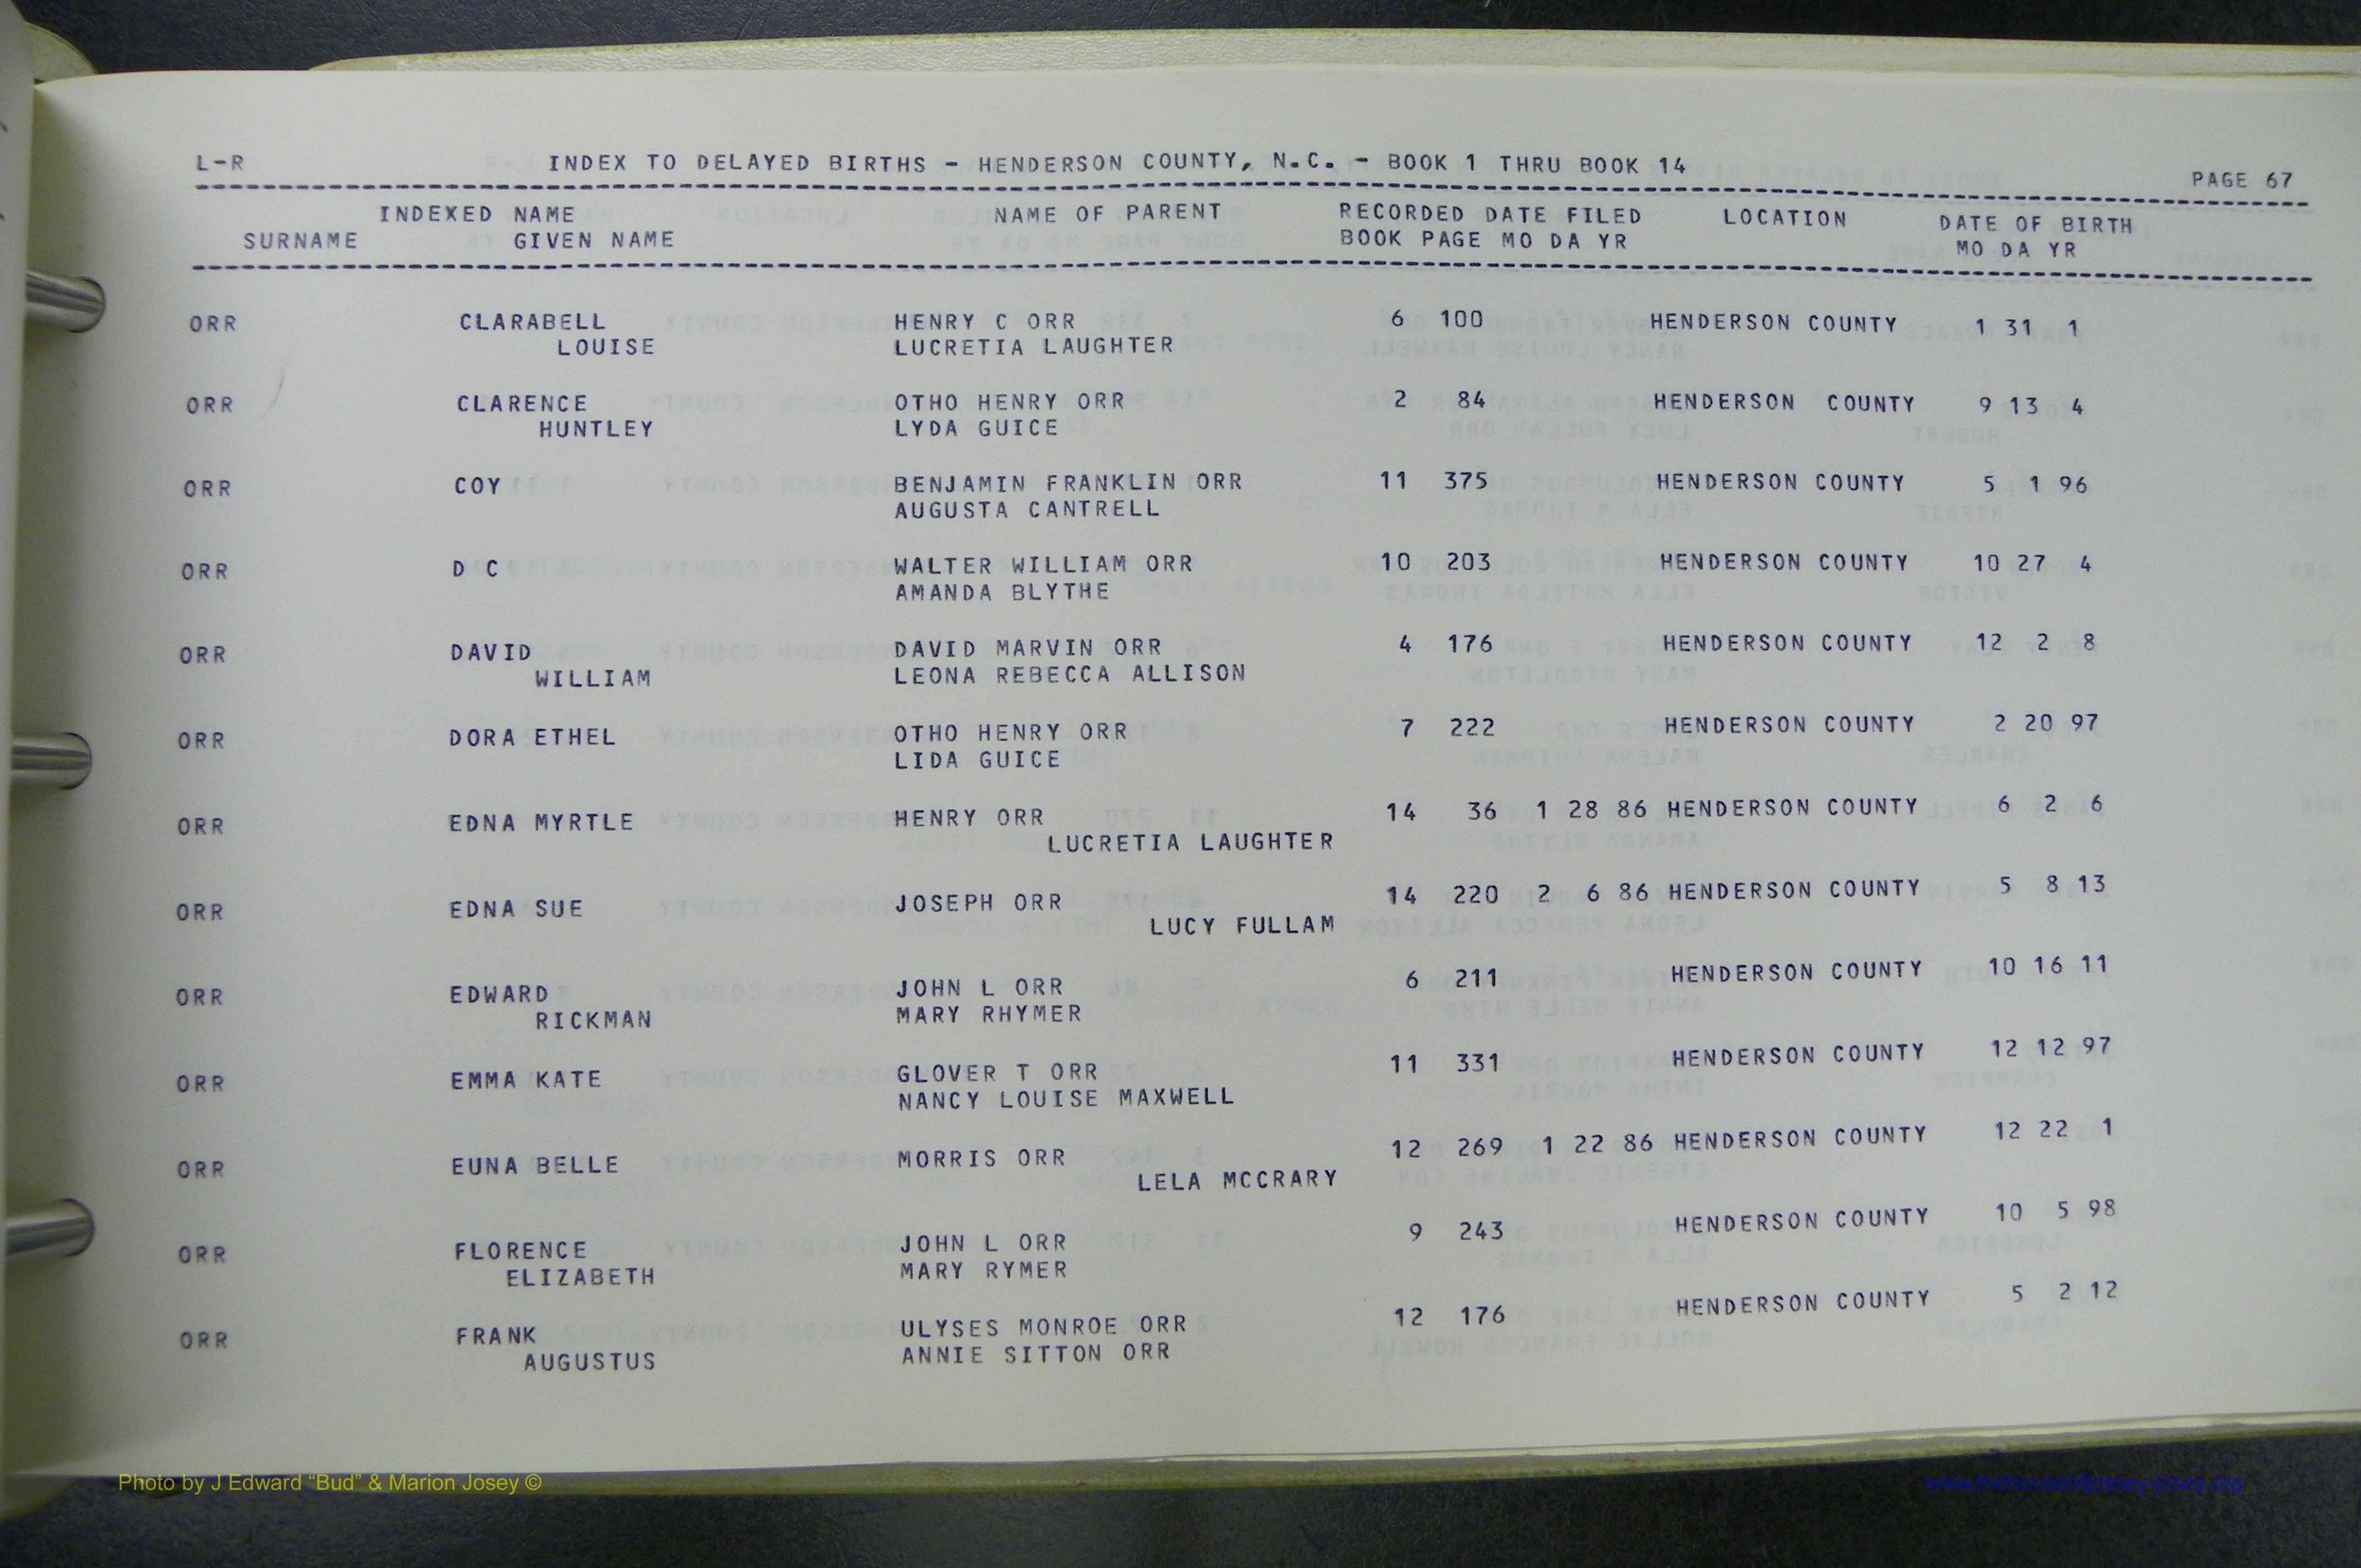 L-R INDEX TO DELAYED BIRTHS - HENDERSON COUNTY, N.C. - BOOK 1 THRU BOOK 14 PAGE 67
INDEXED NAME NAME OF PARENT RECORDED DATE FILED LOCATION DATE OF BIRTH
SURNAME GIVEN NAME BOOK PAGE MO DA YR MO DA YR
ORR CLARABELL HENRY C ORR 6 100 HENDERSON COUNTY 1 31 1
LOUISE LUCRETIA LAUGHTER
ORR CLARENCE OTHO HENRY ORR 2 84 HENDERSON COUNTY 9 13 4
HUNTLEY LYDA GUICE
ORR COY BENJAMIN FRANKLIN ORR 11 375 HENDERSON COUNTY 5 1 96
AUGUSTA CANTRELL
ORR D C WALTER WILLIAM ORR 10 203 HENDERSON COUNTY 10 27 4
AMANDA BLYTHE
ORR DAVID DAVID MARVIN ORR 4 176 HENDERSON COUNTY 12 2 8
WILLIAM LEONA REBECCA ALLISON
ORR DORA ETHEL OTHO HENRY ORR 7 222 HENDERSON COUNTY 2 20 97
LIDA GUICE
ORR EDNA MYRTLE HENRY ORR 14 36 1 28 86 HENDERSON COUNTY 6 2 6
LUCRETIA LAUGHTER
ORR EDNA SUE JOSEPH ORR 14 220 2 6 86 HENDERSON COUNTY 5 8 13
LUCY FULLAM
ORR EDWARD JOHN L ORR 6 211 HENDERSON COUNTY 10 16 11
RICKMAN MARY RHYMER
ORR EMMA KATE GLOVER T ORR 11 331 HENDERSON COUNTY 12 12 97
NANCY LOUISE MAXWELL
ORR EUNA BELLE MORRIS ORR 12 269 1 22 86 HENDERSON COUNTY 12 22 1
LELA MCCRARY
ORR FLORENCE JOHN L ORR 9 243 HENDERSON COUNTY 10 5 98
ELIZABETH MARY RYMER
ORR FRANK ULYSES MONROE ORR 12 176 HENDERSON COUNTY 5 2 12
AUGUSTUS ANNIE SITTON ORR
Photo by J Edward “Bud” & Marion Josey ©